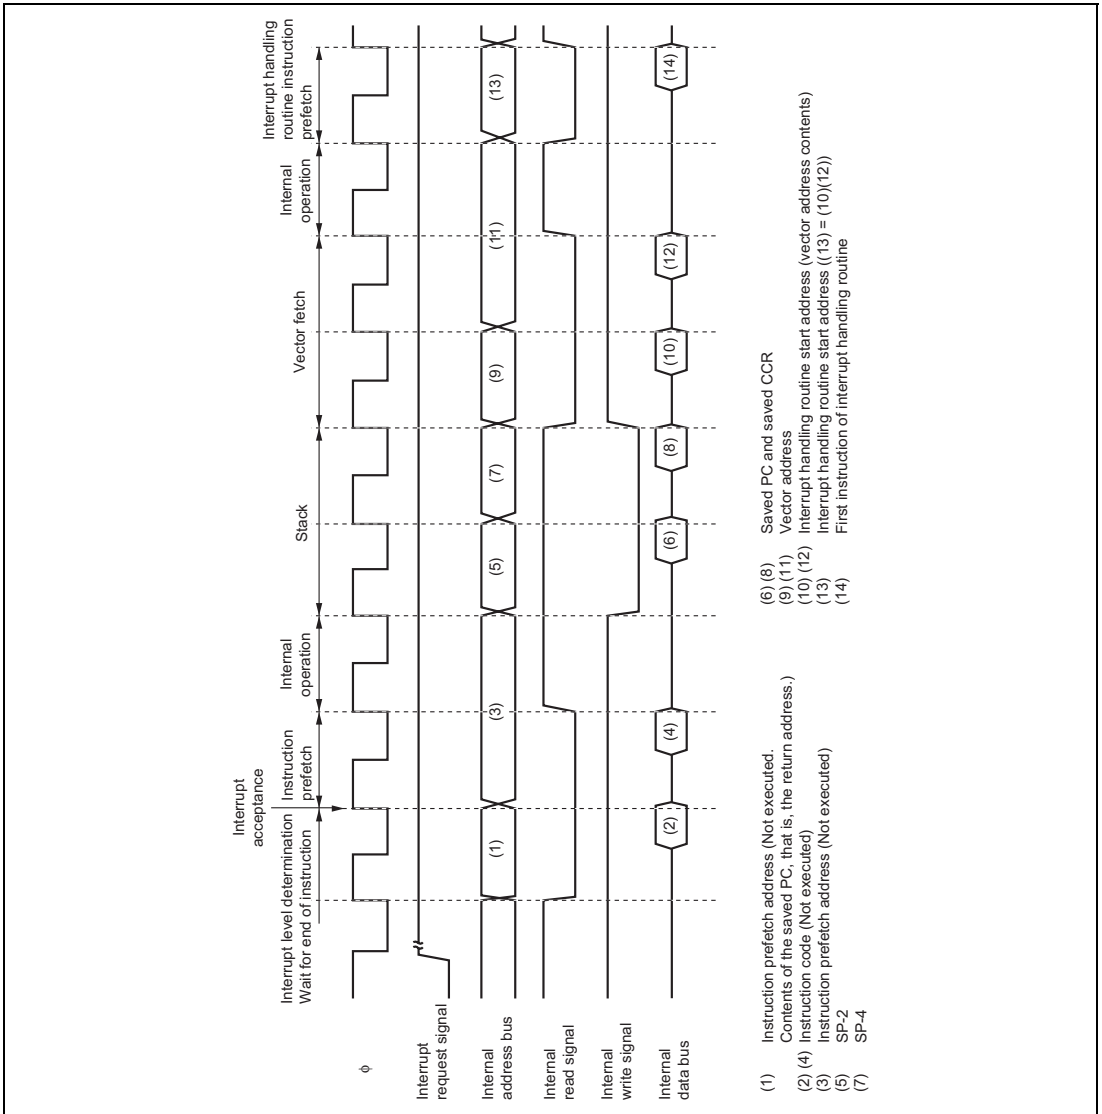 Interrupt
acceptance
Interrupt level determination
Wait for end of instruction
Instruction
prefetch
Internal
operation
Stack
Vector fetch
Internal
operation
Interrupt handling
routine instruction
prefetch
φ
Interrupt
request signal
Internal
address bus
(1)
(3)
(5)
(7)
(9)
(11)
(13)
Internal
read signal
Internal
write signal
Internal
data bus
(2)
(4)
(6)
(8)
(10)
(12)
(14)
(1) Instruction prefetch address (Not executed.
Contents of the saved PC, that is, the return address.)
(2) (4) Instruction code (Not executed)
(3) Instruction prefetch address (Not executed)
(5) SP-2
(7) SP-4
(6) (8) Saved PC and saved CCR
(9) (11) Vector address
(10) (12) Interrupt handling routine start address (vector address contents)
(13) Interrupt handling routine start address ((13) = (10)(12))
(14) First instruction of interrupt handling routine